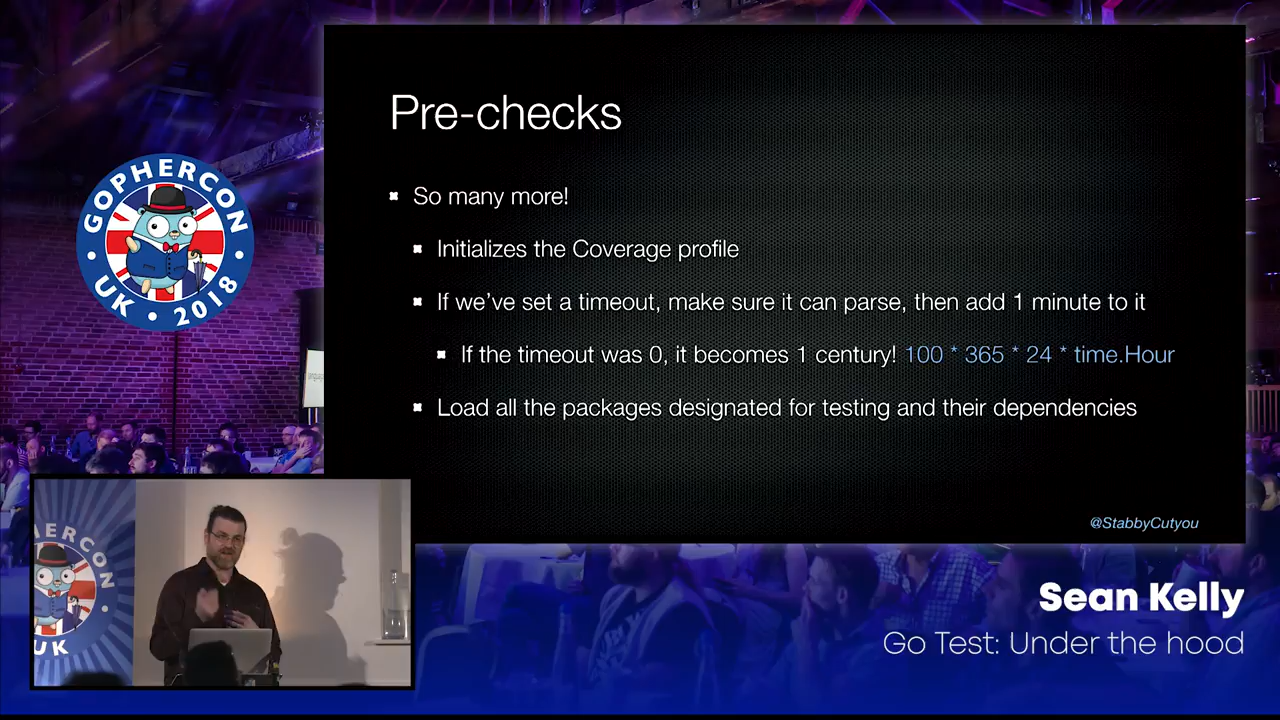 Pre-checks
So many more!
Initializes the Coverage profile
If we've set a timeout, make sure it can parse, then add 1 minute to it
If the timeout was 0, it becomes 1 century! 100 * 365 * 24 * time.Hour
Load all the packages designated for testing and their dependencies
@StabbyCutyou
GOPHERCON
UK • 2018
PHERCON
UK
Sean Kelly
Go Test: Under the hood